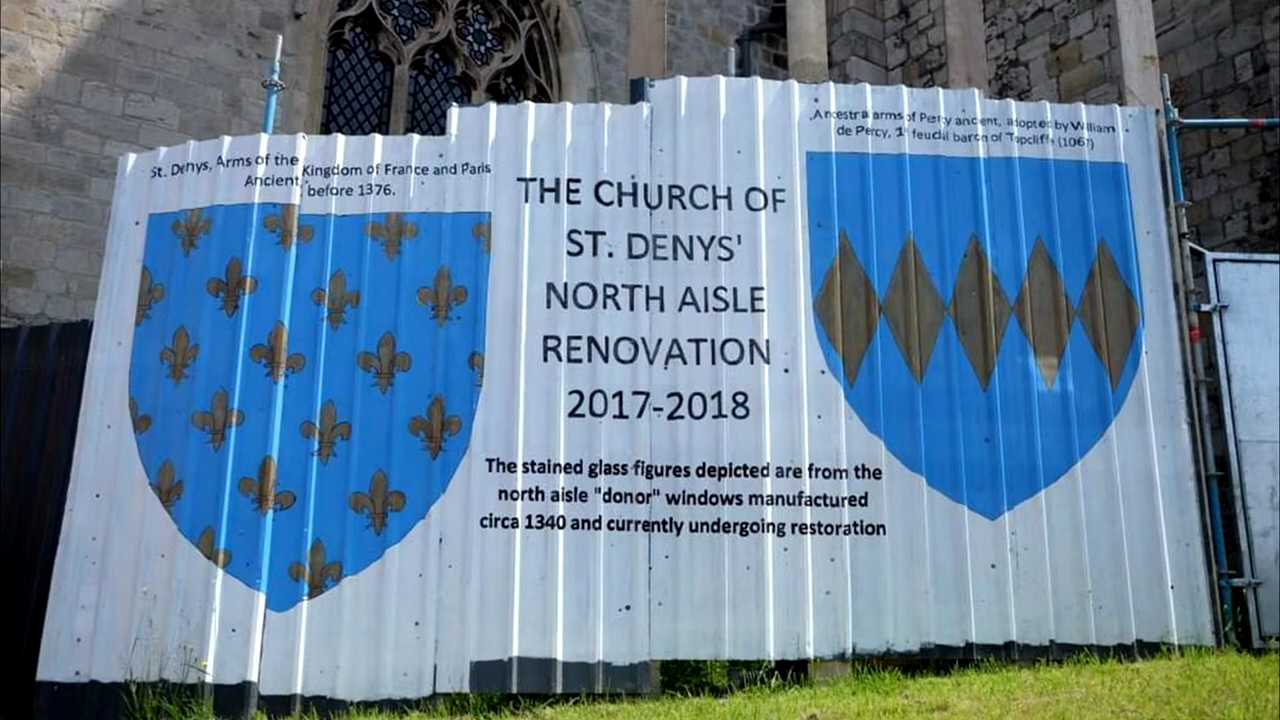 St. Denys, Arms of the Kingdom of France and Paris
Ancient, before 1376.
THE CHURCH OF
ST. DENYS'
NORTH AISLE
RENOVATION
2017-2018
The stained glass figures depicted are from the
north aisle "donor" windows manufactured
circa 1340 and currently undergoing restoration
Ancestral arms of Percy ancient, adopted by William
de Percy, 1st feudal baron of Topcliffe (1067)